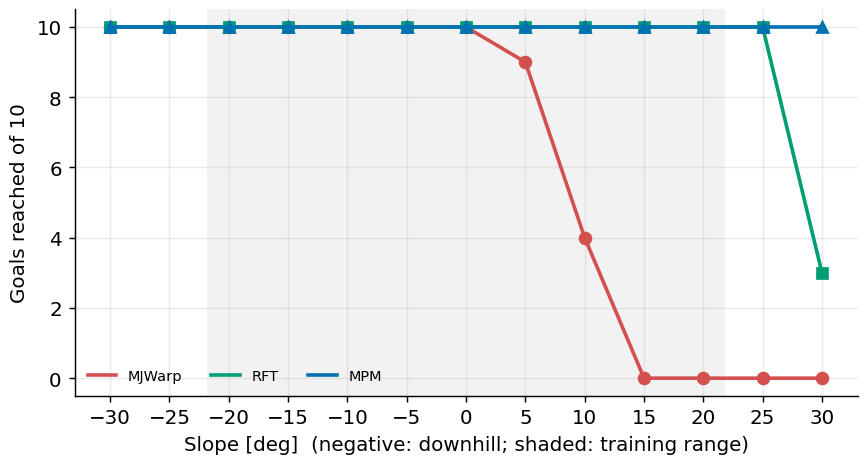 Goals reached of 10
10
8
6
4
2
0
MJWarp RFT MPM
−30 −25 −20 −15 −10 −5 0 5 10 15 20 25 30
Slope [deg]  (negative: downhill; shaded: training range)